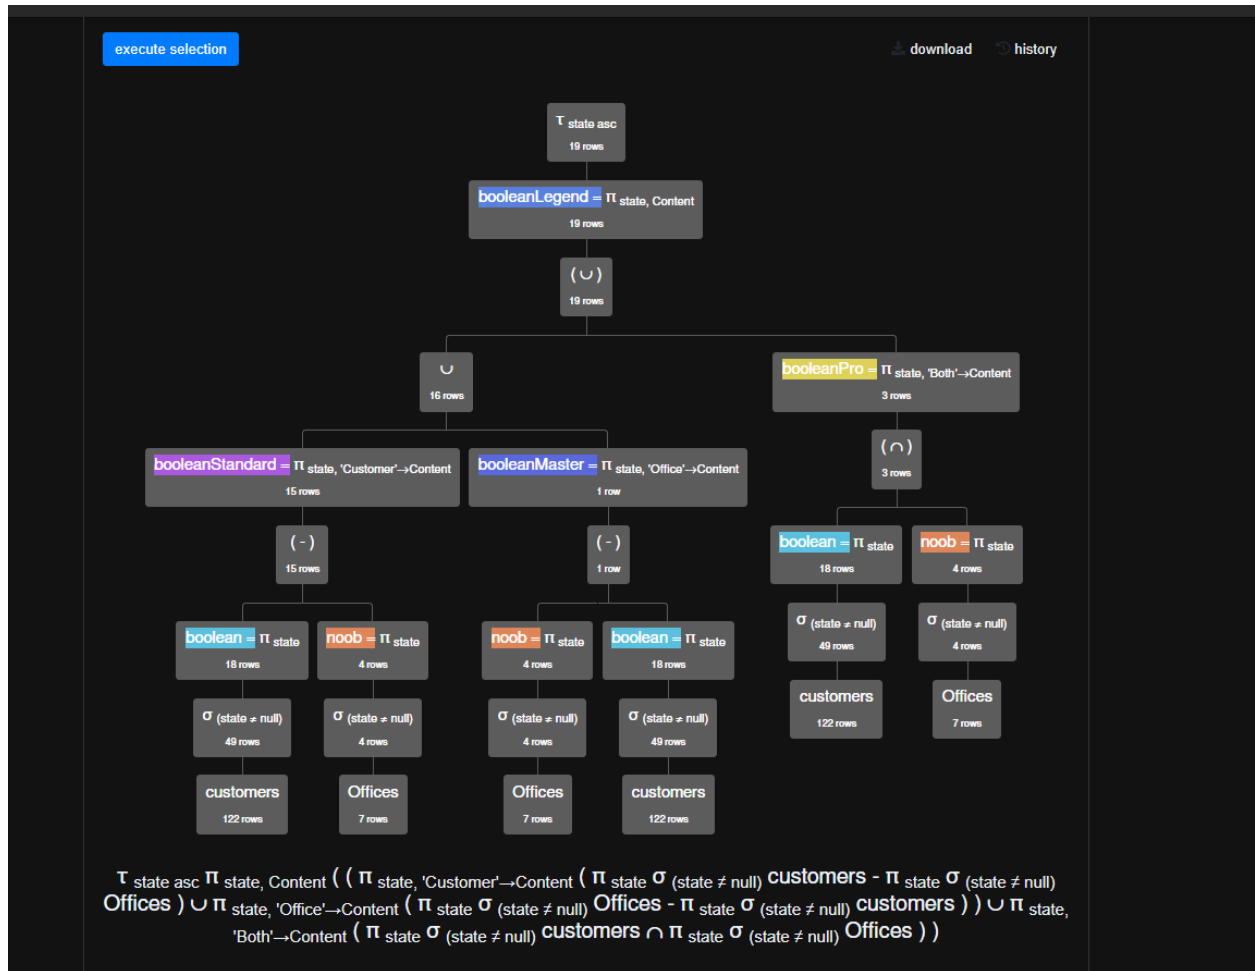 execute selection
download
history
τ state asc
19 rows
booleanLegend = π state, Content
19 rows
( ∪ )
19 rows
∪
16 rows
booleanPro = π state, 'Both'→Content
3 rows
booleanStandard = π state, 'Customer'→Content
15 rows
booleanMaster = π state, 'Office'→Content
1 row
( ∩ )
3 rows
( - )
15 rows
( - )
1 row
boolean = π state
18 rows
noob = π state
4 rows
σ (state ≠ null)
49 rows
σ (state ≠ null)
4 rows
customers
122 rows
Offices
7 rows
boolean = π state
18 rows
noob = π state
4 rows
noob = π state
4 rows
boolean = π state
18 rows
σ (state ≠ null)
49 rows
σ (state ≠ null)
4 rows
σ (state ≠ null)
4 rows
σ (state ≠ null)
49 rows
customers
122 rows
Offices
7 rows
Offices
7 rows
customers
122 rows
τ state asc π state, Content ( ( π state, 'Customer'→Content ( π state σ (state ≠ null) customers - π state σ (state ≠ null)
Offices ) ∪ π state, 'Office'→Content ( π state σ (state ≠ null) Offices - π state σ (state ≠ null) customers ) ) ∪ π state,
'Both'→Content ( π state σ (state ≠ null) customers ∩ π state σ (state ≠ null) Offices ) )